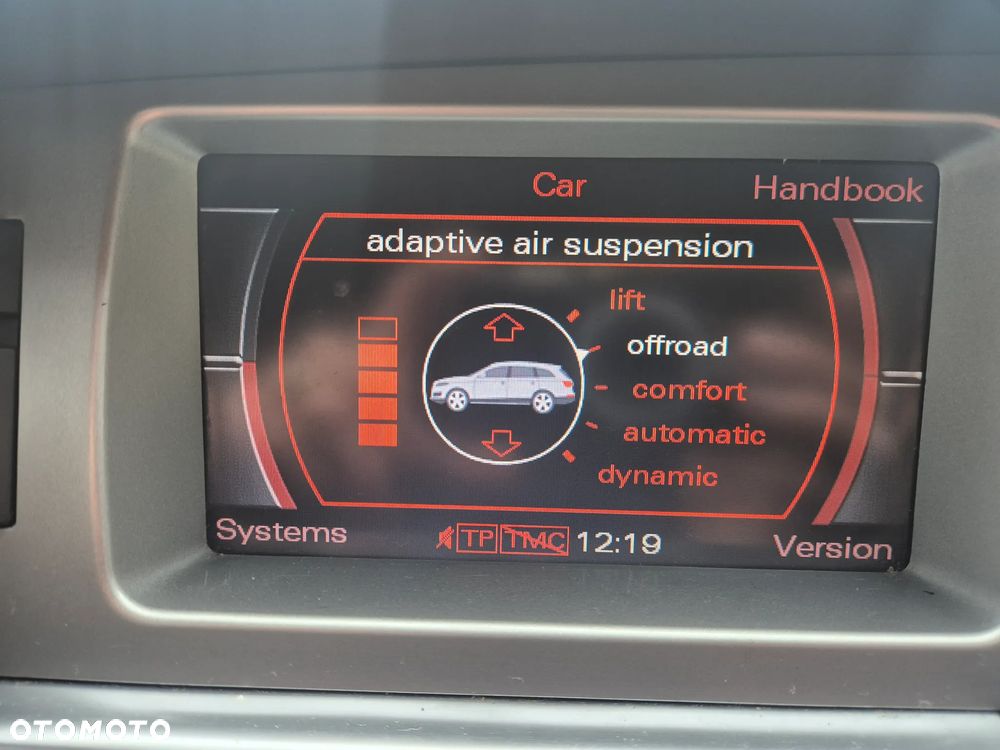 Car
Handbook
adaptive air suspension
lift
offroad
comfort
automatic
dynamic
Systems
TP TMC 12:19
Version
OTOMOTO